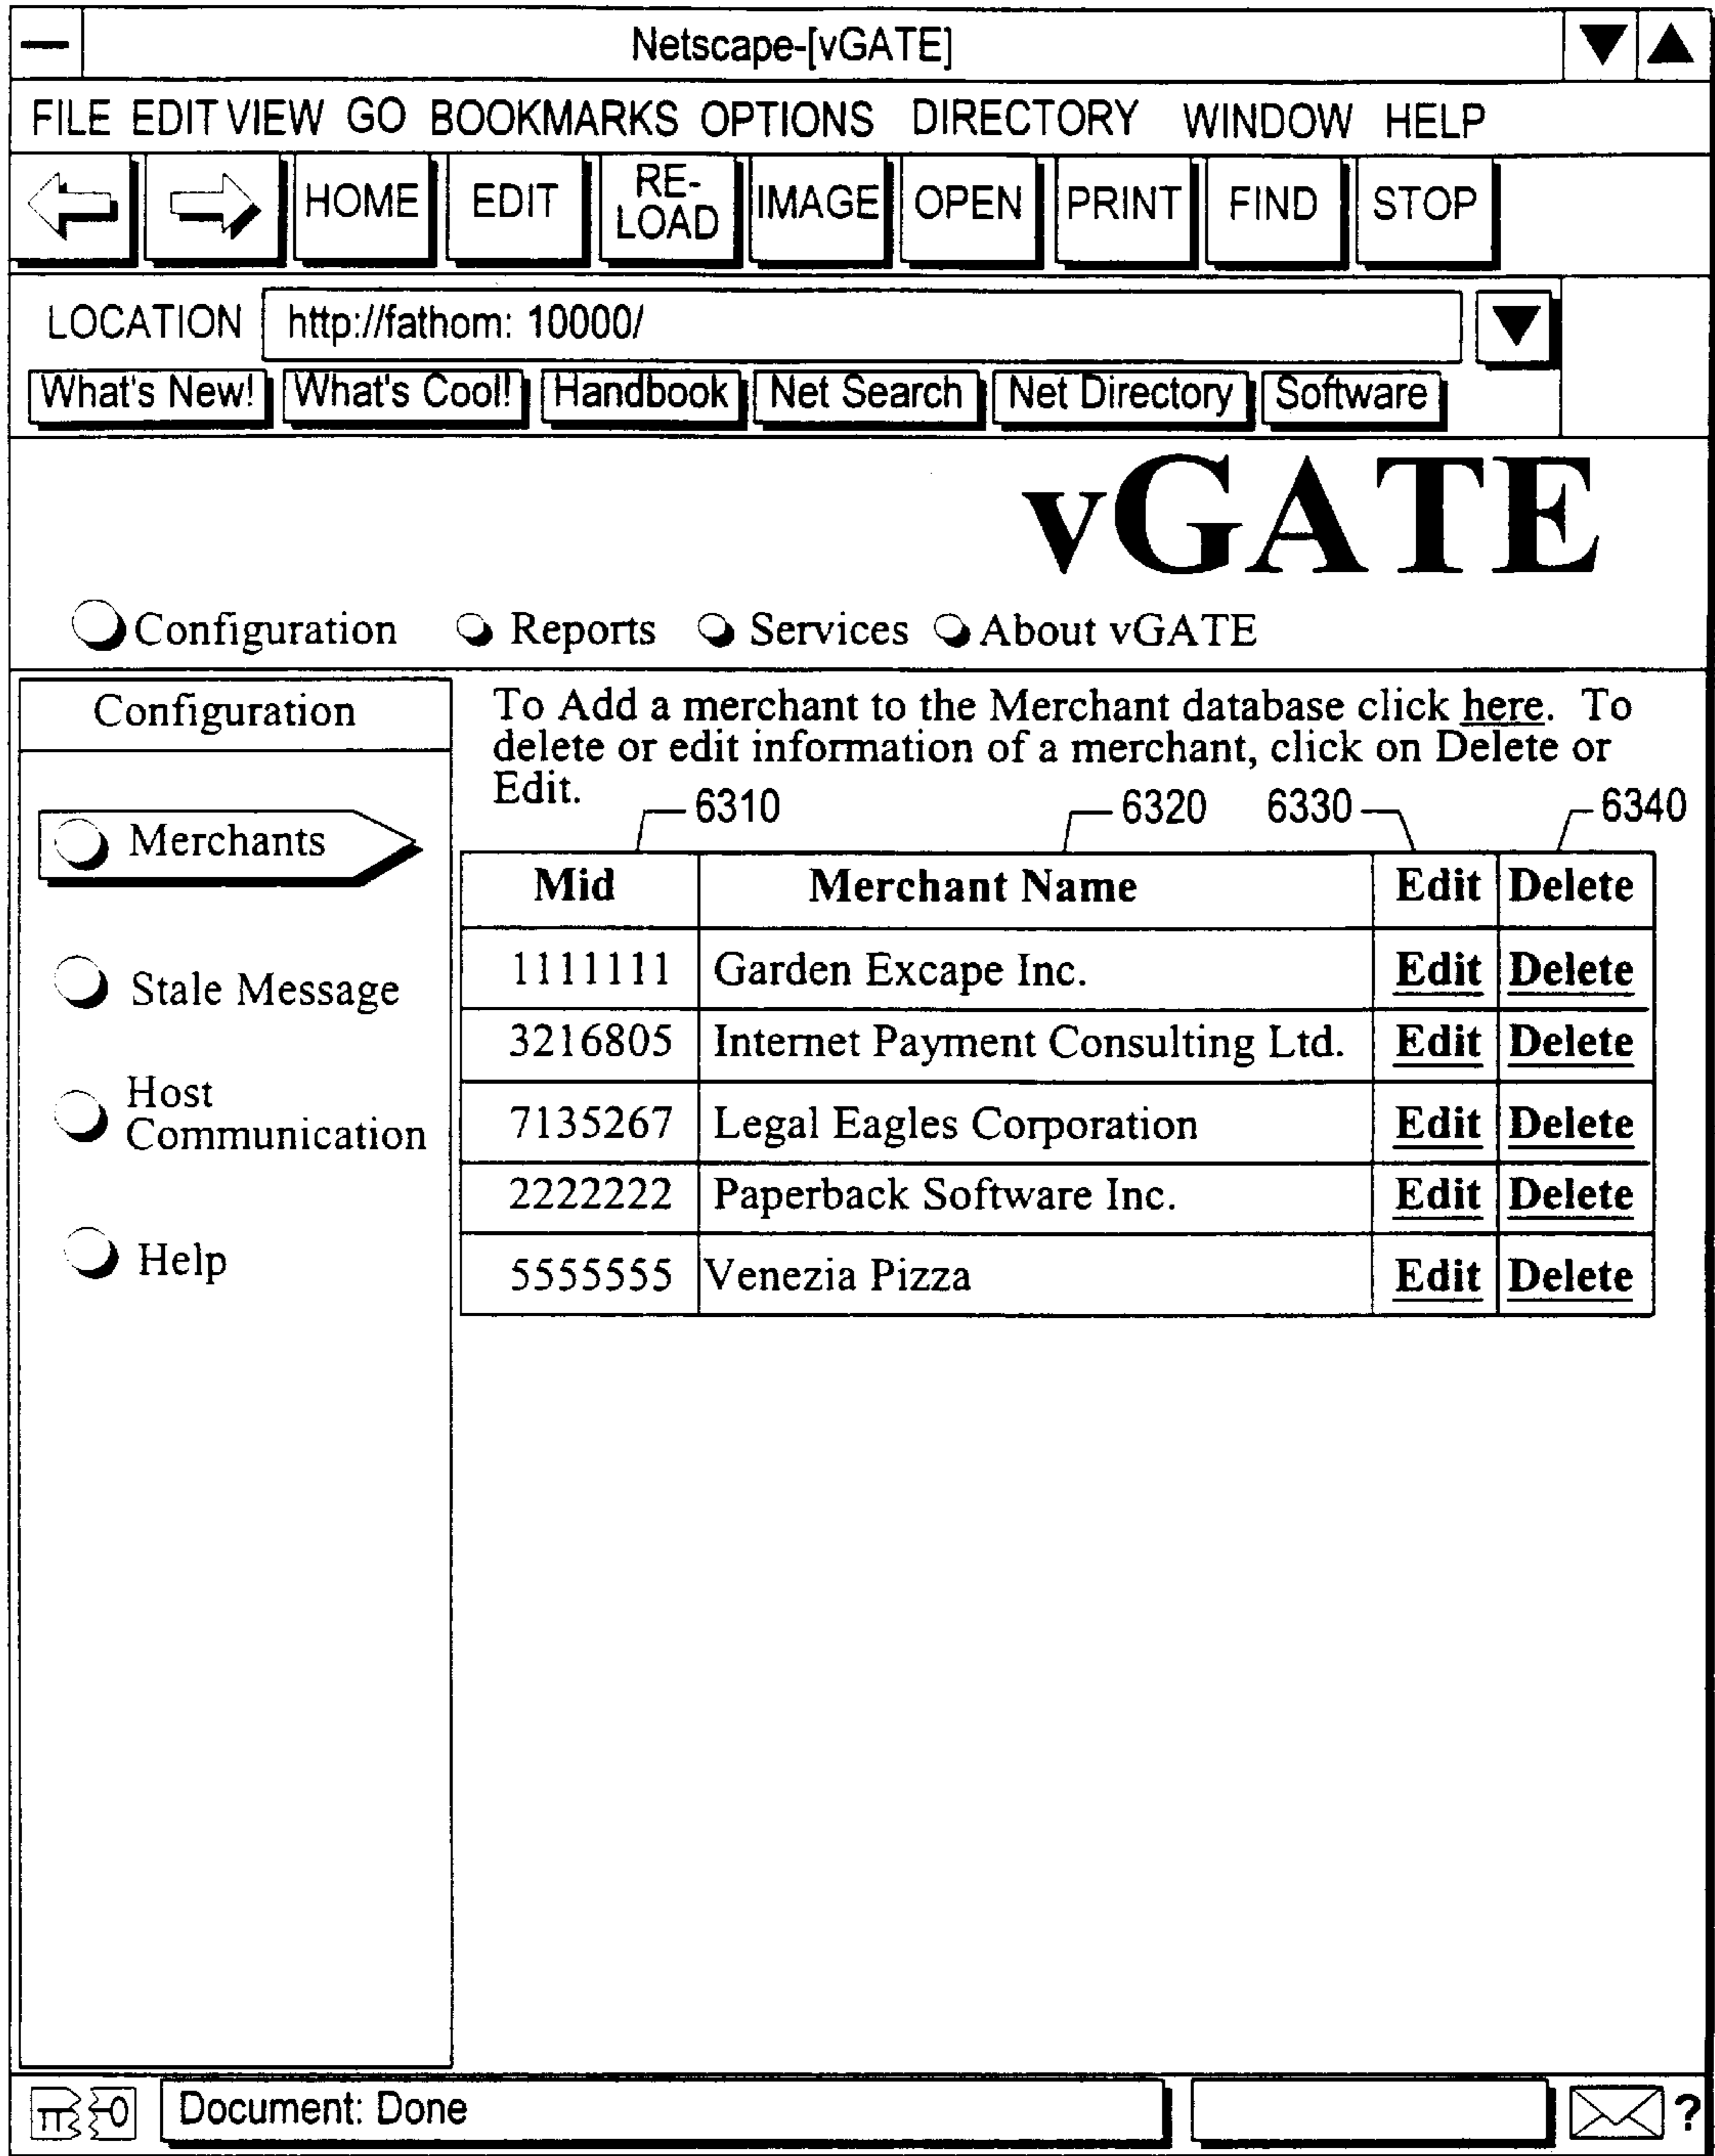 Netscape-[vGATE]
FILE EDIT VIEW GO BOOKMARKS OPTIONS DIRECTORY WINDOW HELP
HOME EDIT RE-LOAD IMAGE OPEN PRINT FIND STOP
LOCATION http://fathom: 10000/
What's New! What's Cool! Handbook Net Search Net Directory Software
vGATE
Configuration Reports Services About vGATE
Configuration
Merchants
Stale Message
Host
Communication
Help
To Add a merchant to the Merchant database click here. To
delete or edit information of a merchant, click on Delete or
Edit.
6310 6320 6330 6340
Mid Merchant Name Edit Delete
1111111 Garden Excape Inc. Edit Delete
3216805 Internet Payment Consulting Ltd. Edit Delete
7135267 Legal Eagles Corporation Edit Delete
2222222 Paperback Software Inc. Edit Delete
5555555 Venezia Pizza Edit Delete
Document: Done ?